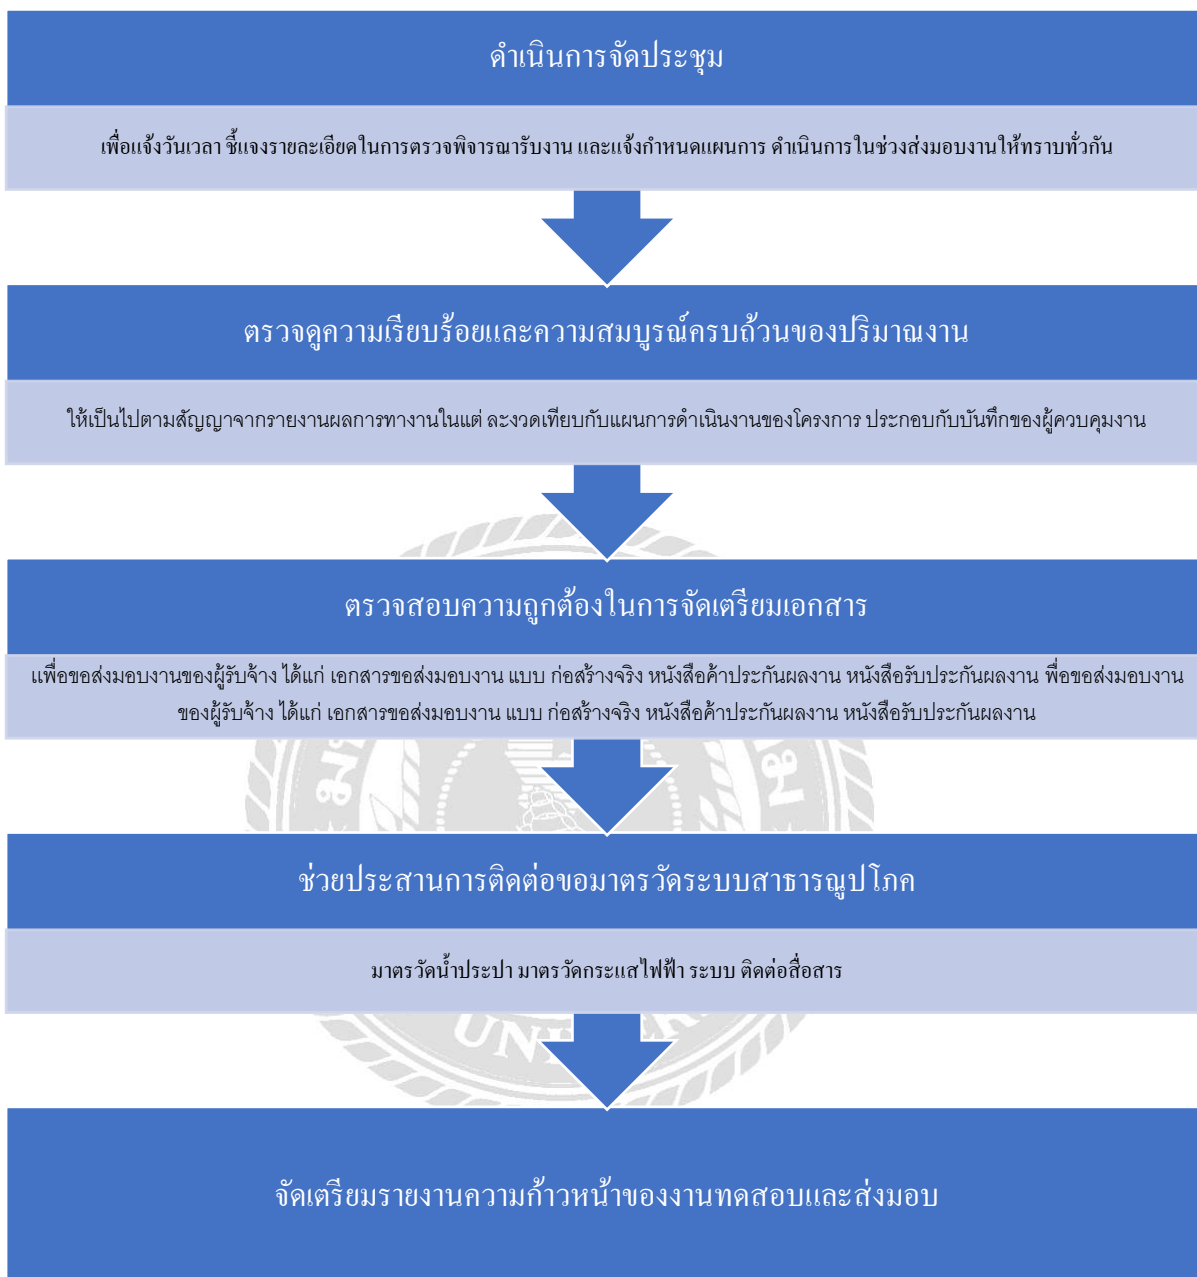 ดำเนินการจัดประชุม
เพื่อแจ้งวันเวลา ชี้แจงรายละเอียดในการตรวจพิจารณารับงาน และแจ้งกำหนดแผนการ ดำเนินการในช่วงส่งมอบงานให้ทราบทั่วกัน
ตรวจดูความเรียบร้อยและความสมบูรณ์ครบถ้วนของปริมาณงาน
ให้เป็นไปตามสัญญาจากรายงานผลการทางานในแต่ ละงวดเทียบกับแผนการดำเนินงานของโครงการ ประกอบกับบันทึกของผู้ควบคุมงาน
ตรวจสอบความถูกต้องในการจัดเตรียมเอกสาร
แพื่อขอส่งมอบงานของผู้รับจ้าง ได้แก่ เอกสารขอส่งมอบงาน แบบ ก่อสร้างจริง หนังสือค้าประกันผลงาน หนังสือรับประกันผลงาน พื่อขอส่งมอบงาน
ของผู้รับจ้าง ได้แก่ เอกสารขอส่งมอบงาน แบบ ก่อสร้างจริง หนังสือค้าประกันผลงาน หนังสือรับประกันผลงาน
ช่วยประสานการติดต่อขอมาตรวัดระบบสาธารณูปโภค
มาตรวัดน้ำประปา มาตรวัดกระแสไฟฟ้า ระบบ ติดต่อสื่อสาร
จัดเตรียมรายงานความก้าวหน้าของงานทดสอบและส่งมอบ